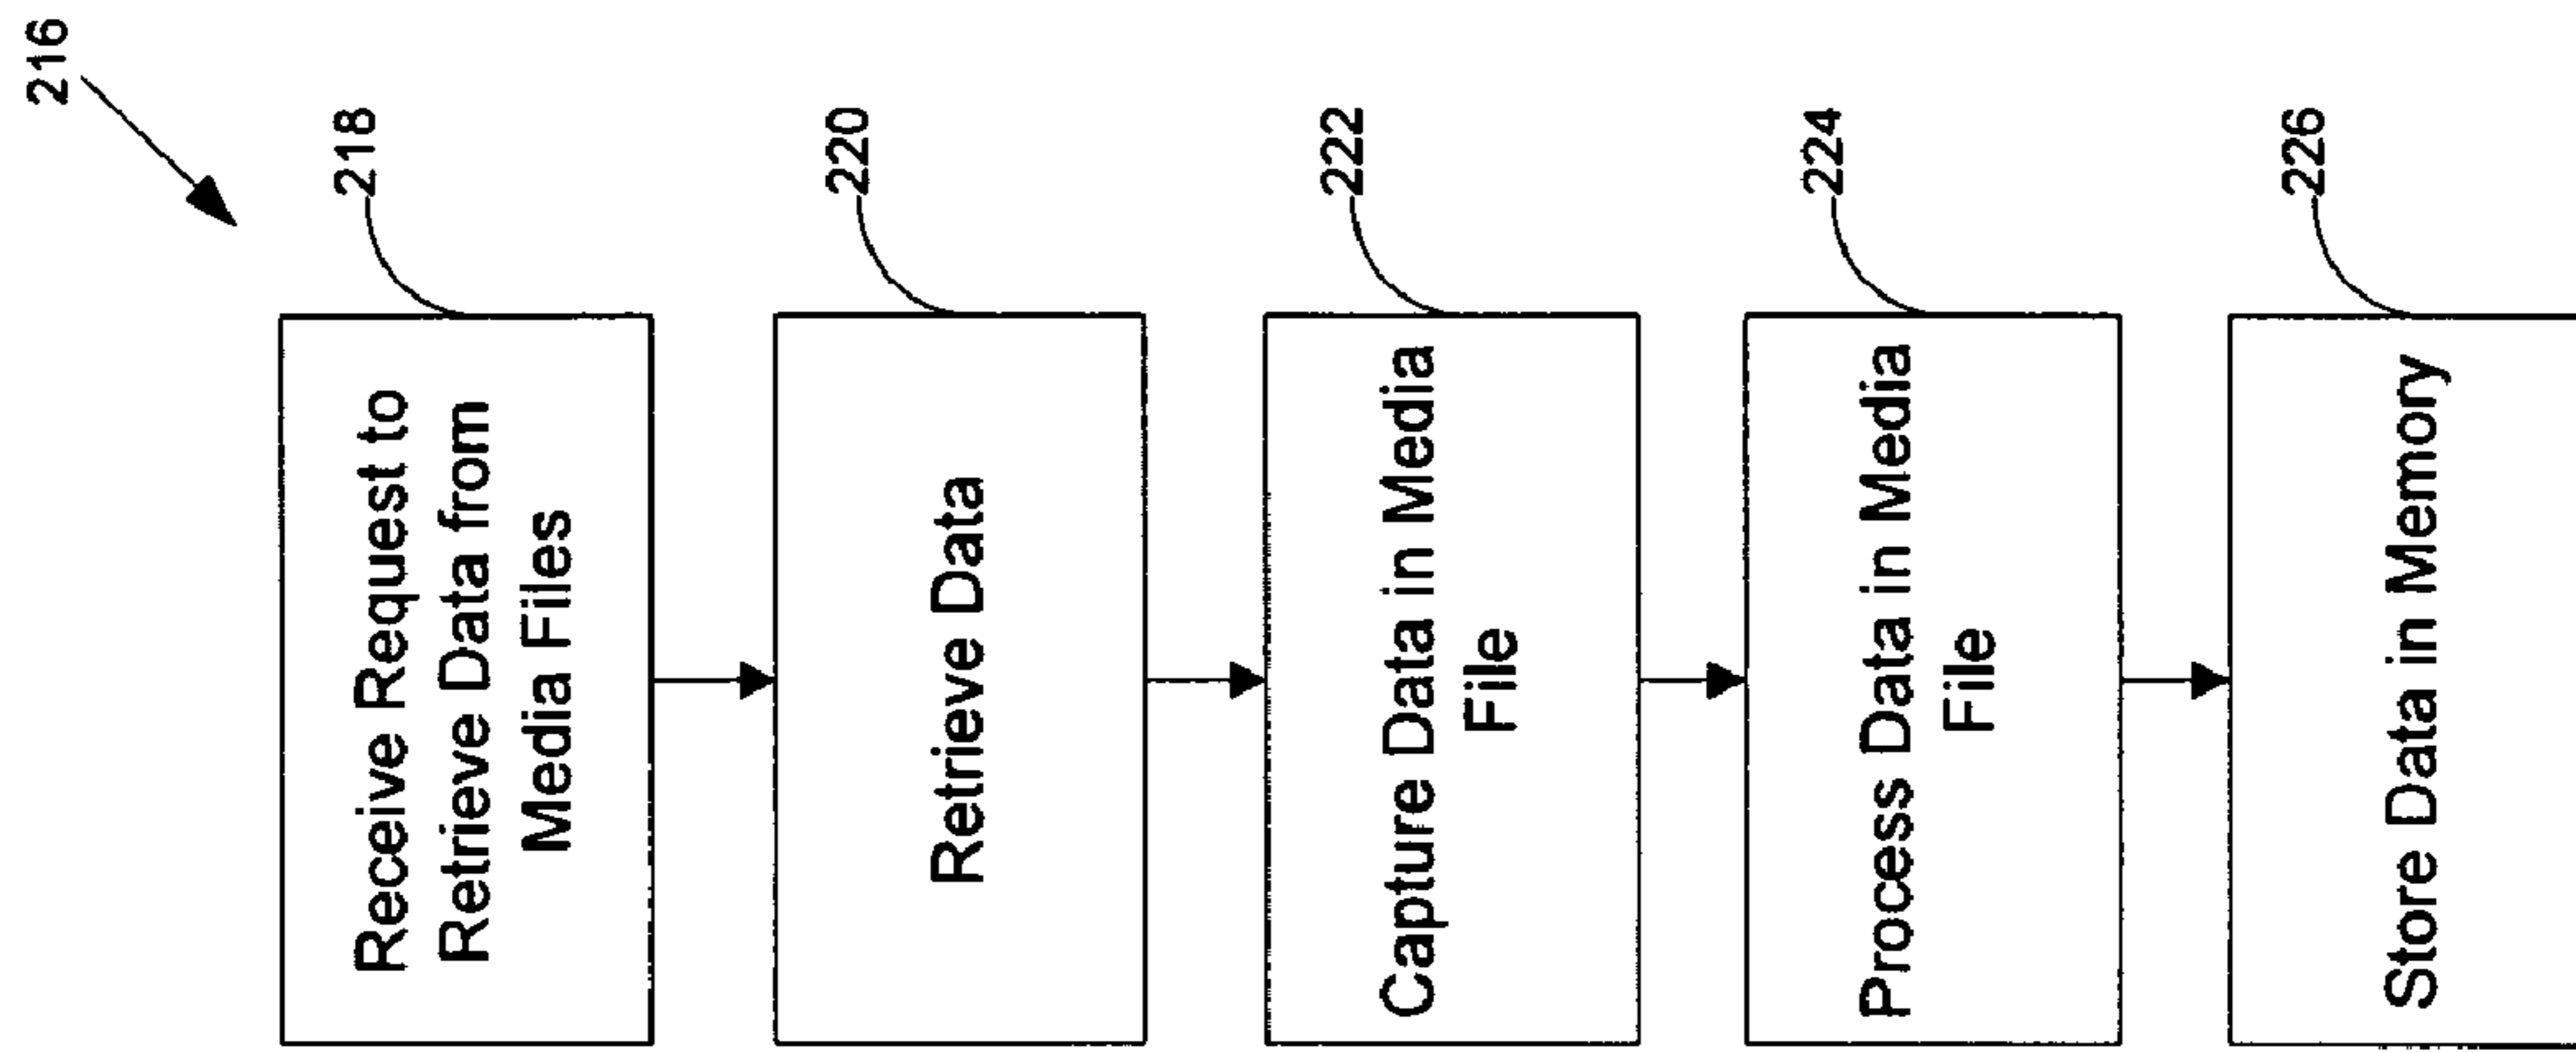 216
218
Receive Request to
Retrieve Data from
Media Files
220
Retrieve Data
222
Capture Data in Media
File
224
Process Data in Media
File
226
Store Data in Memory